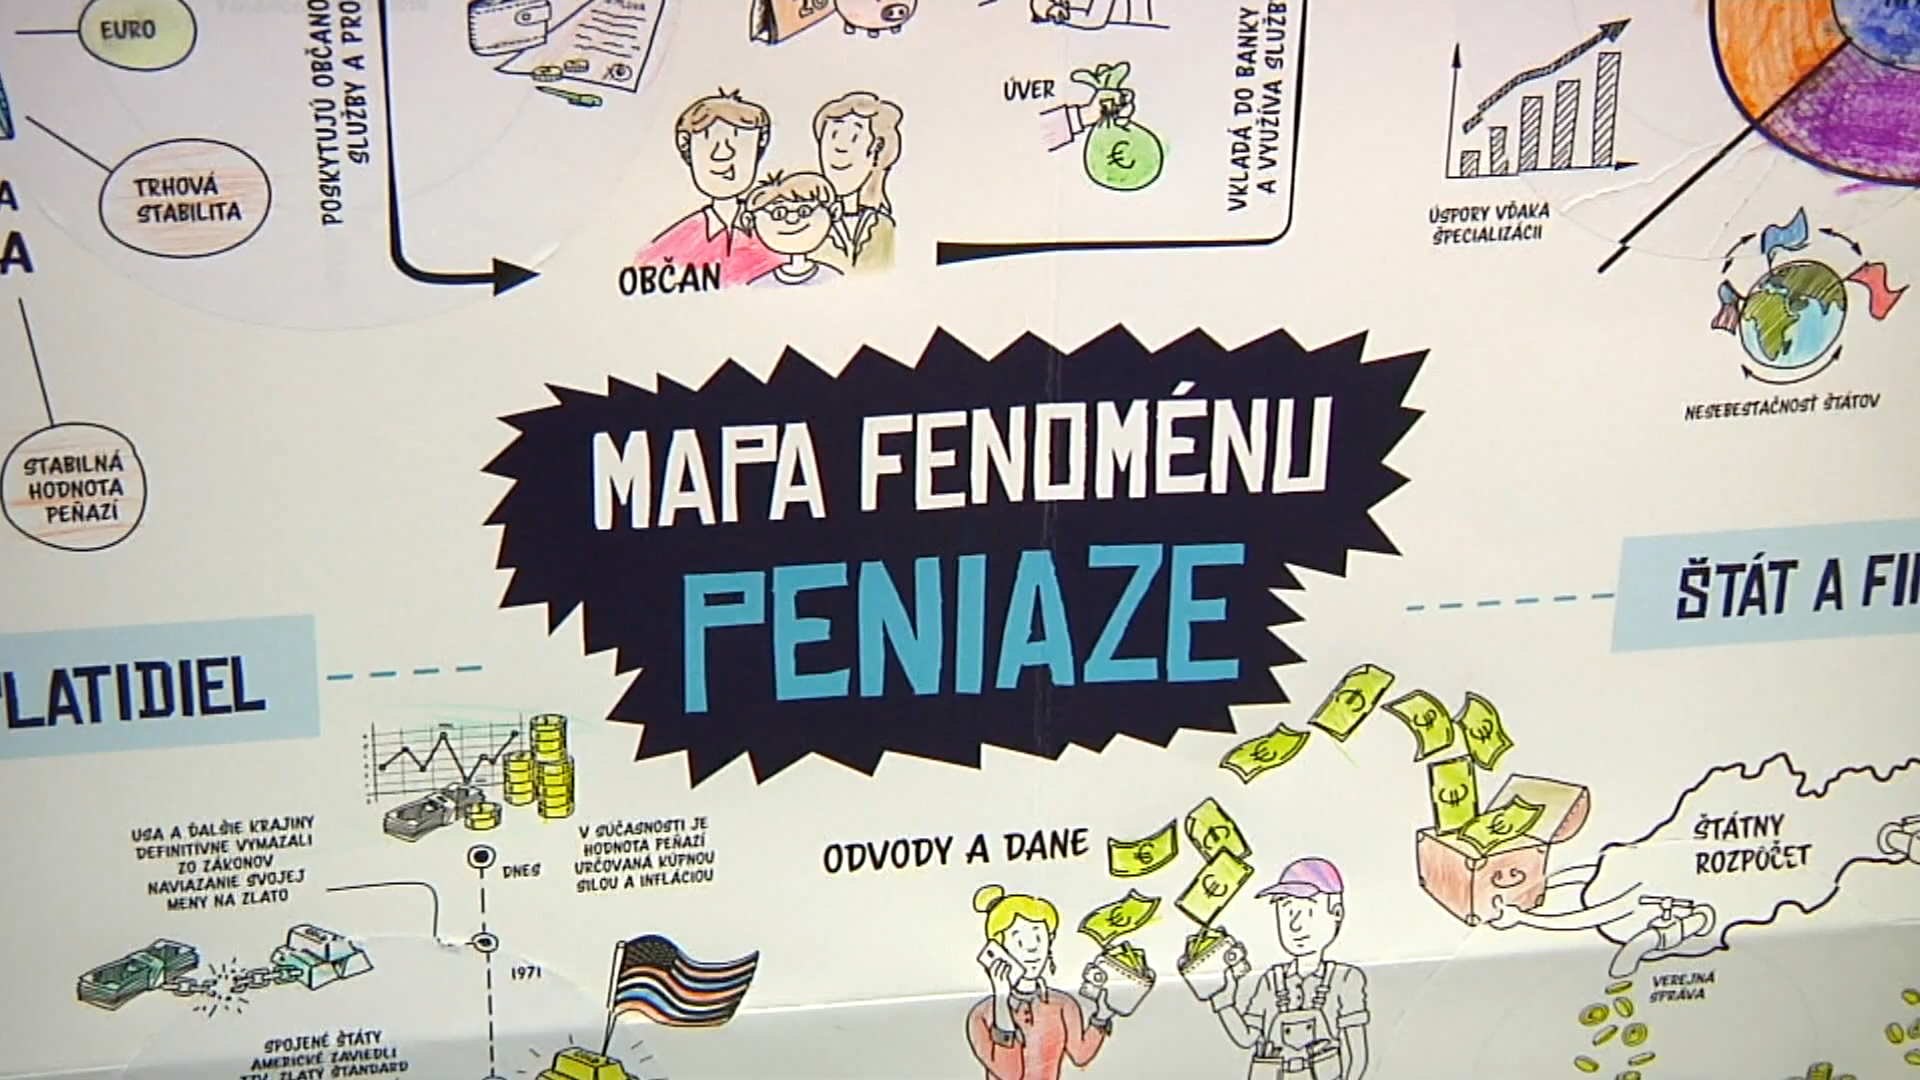 EURO
POSKYTUJÚ OBČANO
SLUŽBY A PRO
TRHOVÁ
STABILITA
A
A
STABILNÁ
HODNOTA
PEŇAZÍ
OBČAN
ÚVER
VKLADÁ DO BANKY
A VYUŽÍVA SLUŽB
ÚSPORY VĎAKA
ŠPECIALIZÁCII
NESEBESTAČNOSŤ ŠTÁTOV
MAPA FENOMÉNU
PENIAZE
LATIDIEL
ŠTÁT A FI
USA A ĎALŠIE KRAJINY
DEFINITÍVNE VYMAZALI
ZO ZÁKONOV
NAVIAZANIE SVOJEJ
MENY NA ZLATO
DNES
V SÚČASNOSTI JE
HODNOTA PEŇAZÍ
URČOVANÁ KÚPNOU
SILOU A INFLÁCIOU
1971
SPOJENÉ ŠTÁTY
AMERICKÉ ZAVIEDLI
TZV. ZLATÝ ŠTANDARD
ODVODY A DANE
ŠTÁTNY
ROZPOČET
VEREJNÁ
SPRÁVA